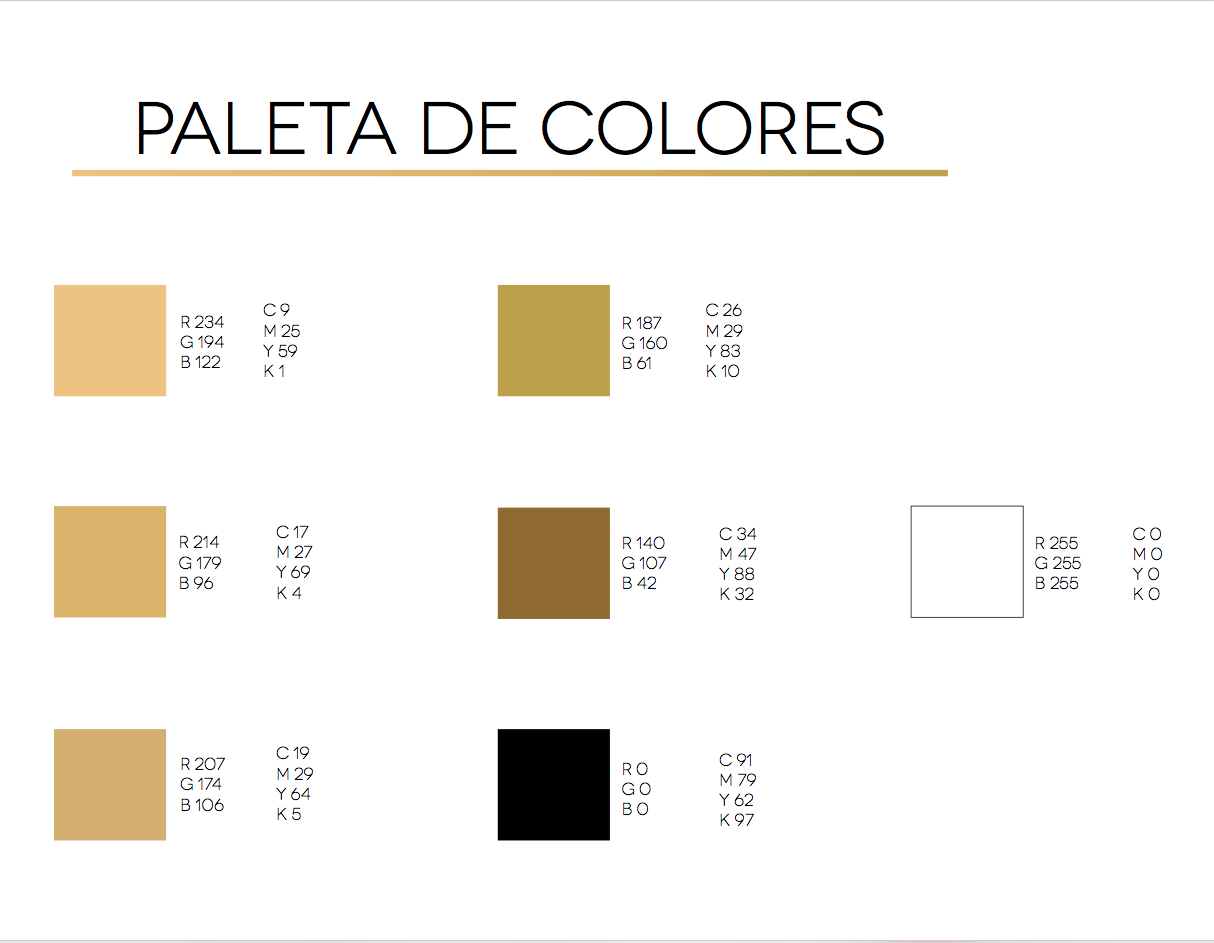 PALETA DE COLORES
R 234
G 194
B 122
C 9
M 25
Y 59
K 1
R 187
G 160
B 61
C 26
M 29
Y 83
K 10
R 214
G 179
B 96
C 17
M 27
Y 69
K 4
R 140
G 107
B 42
C 34
M 47
Y 88
K 32
R 255
G 255
B 255
C 0
M 0
Y 0
K 0
R 207
G 174
B 106
C 19
M 29
Y 64
K 5
R 0
G 0
B 0
C 91
M 79
Y 62
K 97